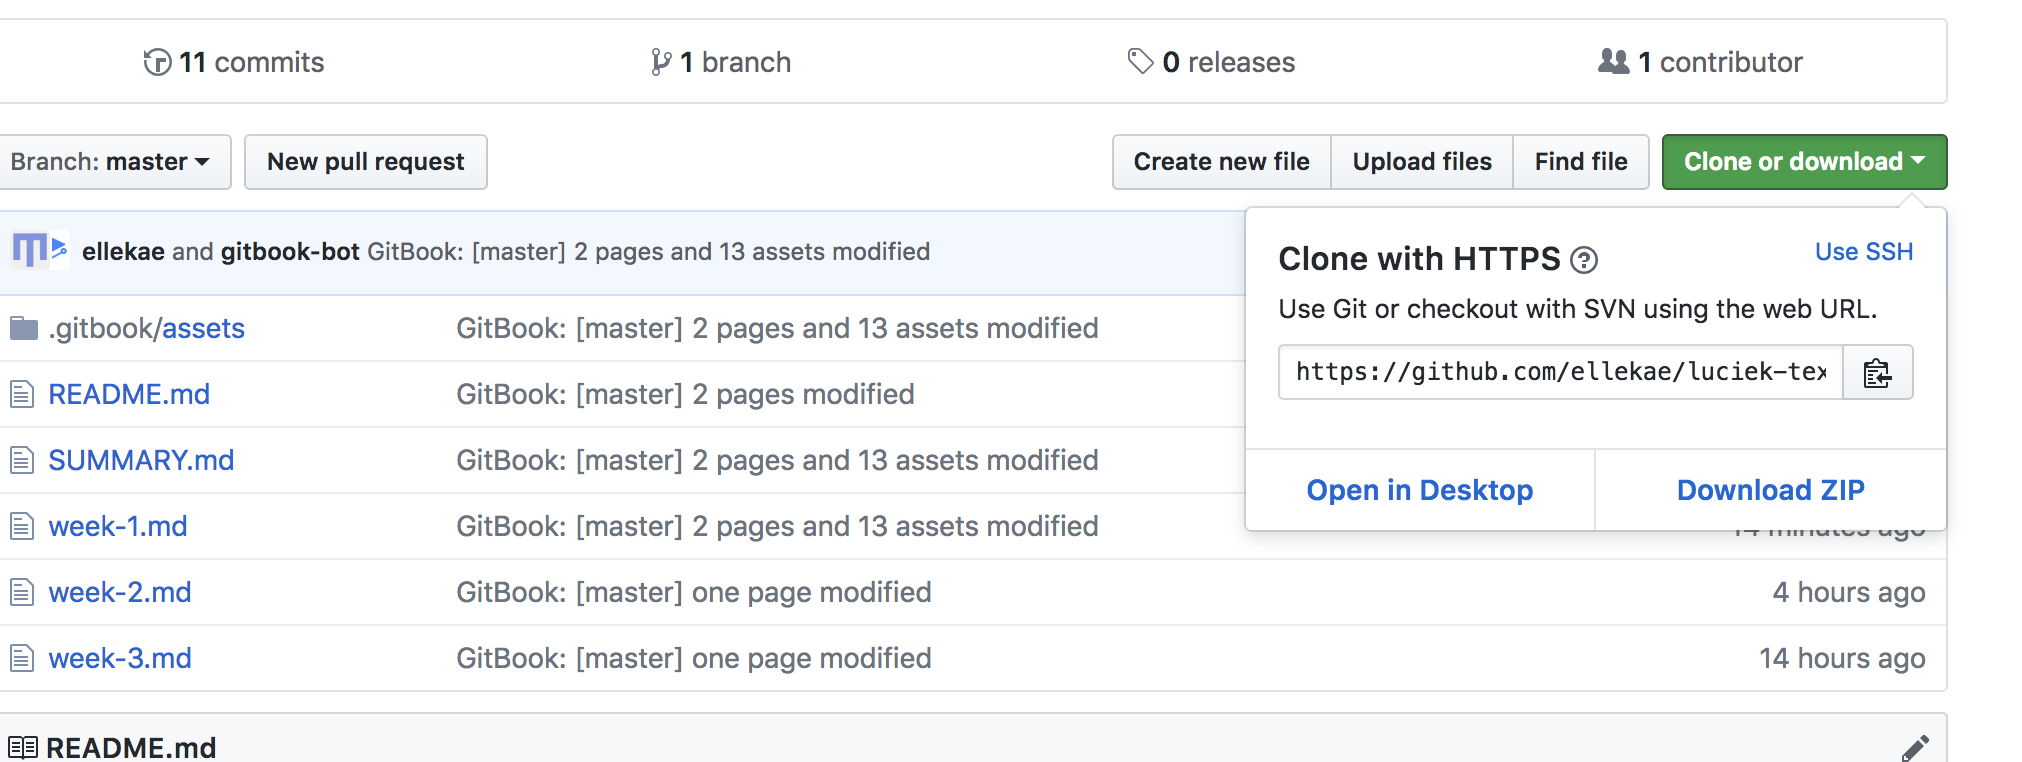 11 commits 1 branch 0 releases 1 contributor
Branch: master New pull request Create new file Upload files Find file Clone or download
ellekae and gitbook-bot GitBook: [master] 2 pages and 13 assets modified
Clone with HTTPS Use SSH
Use Git or checkout with SVN using the web URL.
https://github.com/ellekae/luciek-tex
Open in Desktop Download ZIP
.gitbook/assets GitBook: [master] 2 pages and 13 assets modified
README.md GitBook: [master] 2 pages modified
SUMMARY.md GitBook: [master] 2 pages and 13 assets modified
week-1.md GitBook: [master] 2 pages and 13 assets modified 14 minutes ago
week-2.md GitBook: [master] one page modified 4 hours ago
week-3.md GitBook: [master] one page modified 14 hours ago
README.md